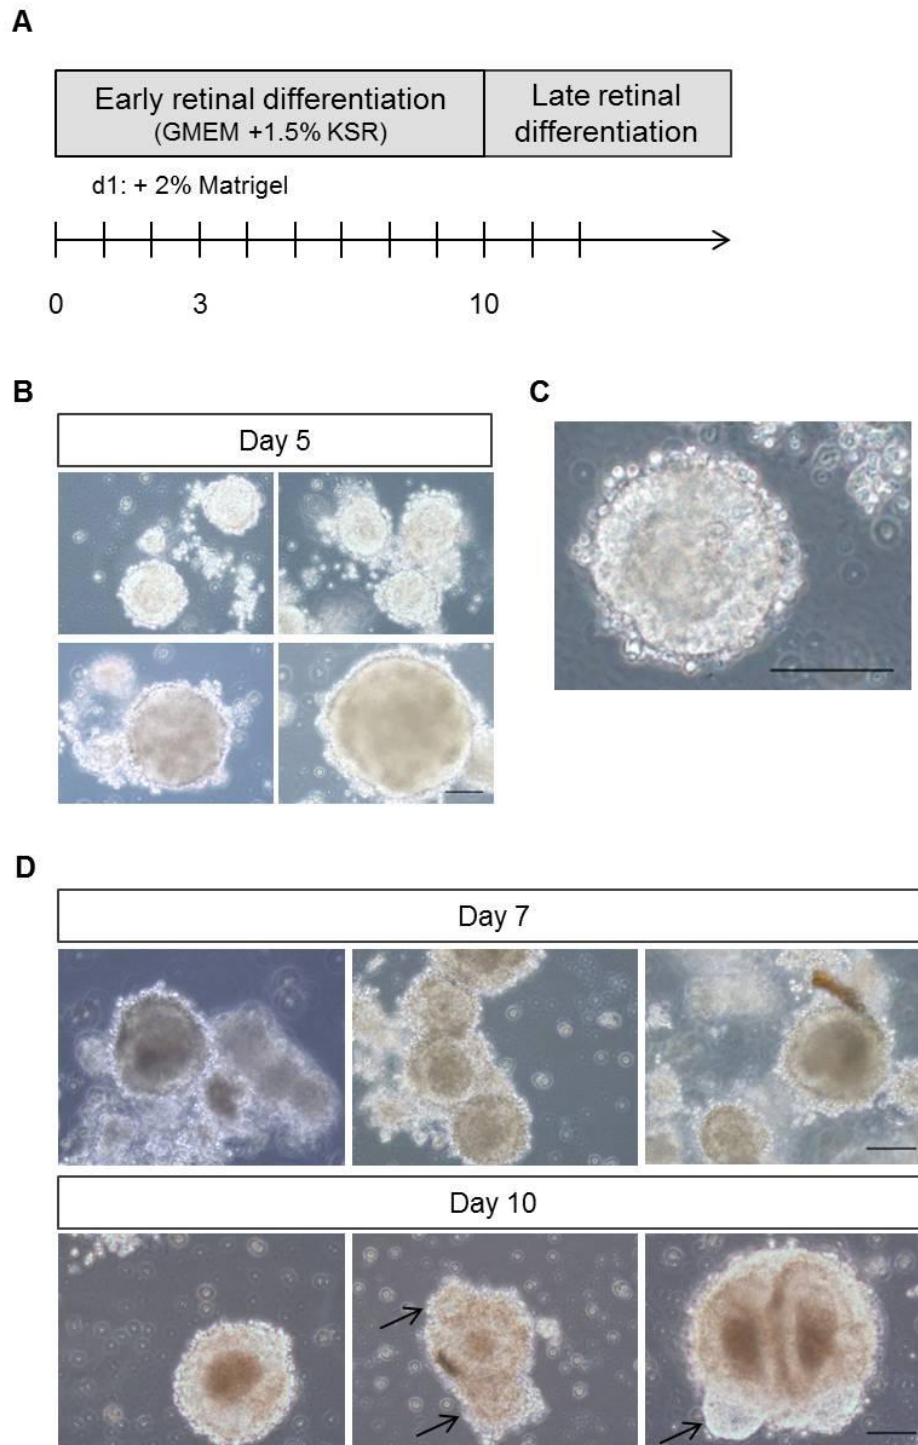 A
Early retinal differentiation
(GMEM +1.5% KSR)
Late retinal
differentiation
d1: + 2% Matrigel
0 3 10
B
Day 5
C
D
Day 7
Day 10